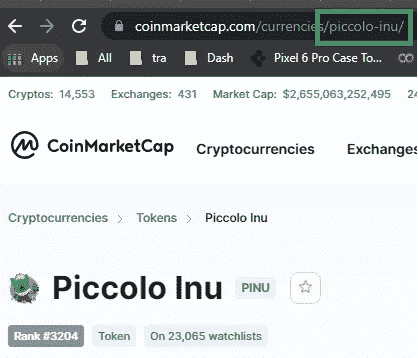 coinmarketcap.com/currencies/piccolo-inu/
Apps All tra Dash Pixel 6 Pro Case To...
Cryptos: 14,553 Exchanges: 431 Market Cap: $2,655,063,252,495 24
CoinMarketCap Cryptocurrencies Exchanges
Cryptocurrencies > Tokens > Piccolo Inu
Piccolo Inu PINU
Rank #3204 Token On 23,065 watchlists